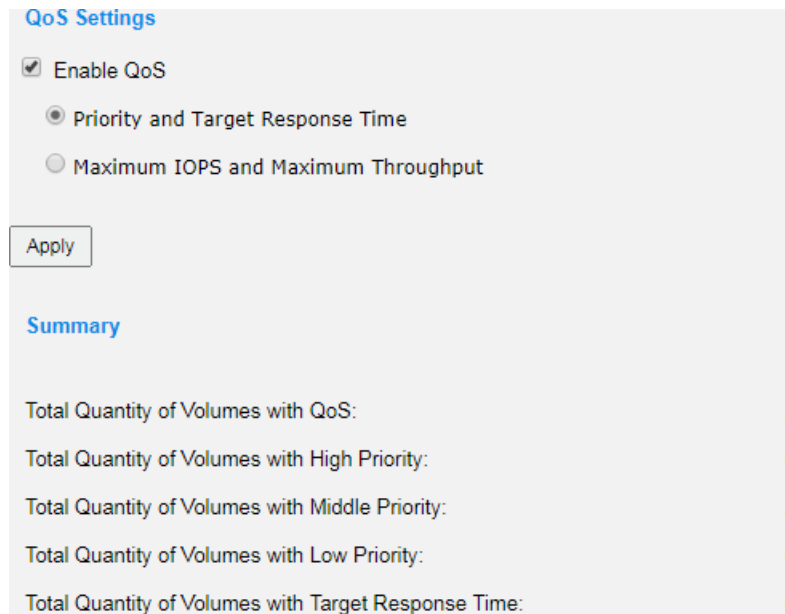 QoS Settings
Enable QoS
Priority and Target Response Time
Maximum IOPS and Maximum Throughput
Apply
Summary
Total Quantity of Volumes with QoS:
Total Quantity of Volumes with High Priority:
Total Quantity of Volumes with Middle Priority:
Total Quantity of Volumes with Low Priority:
Total Quantity of Volumes with Target Response Time: